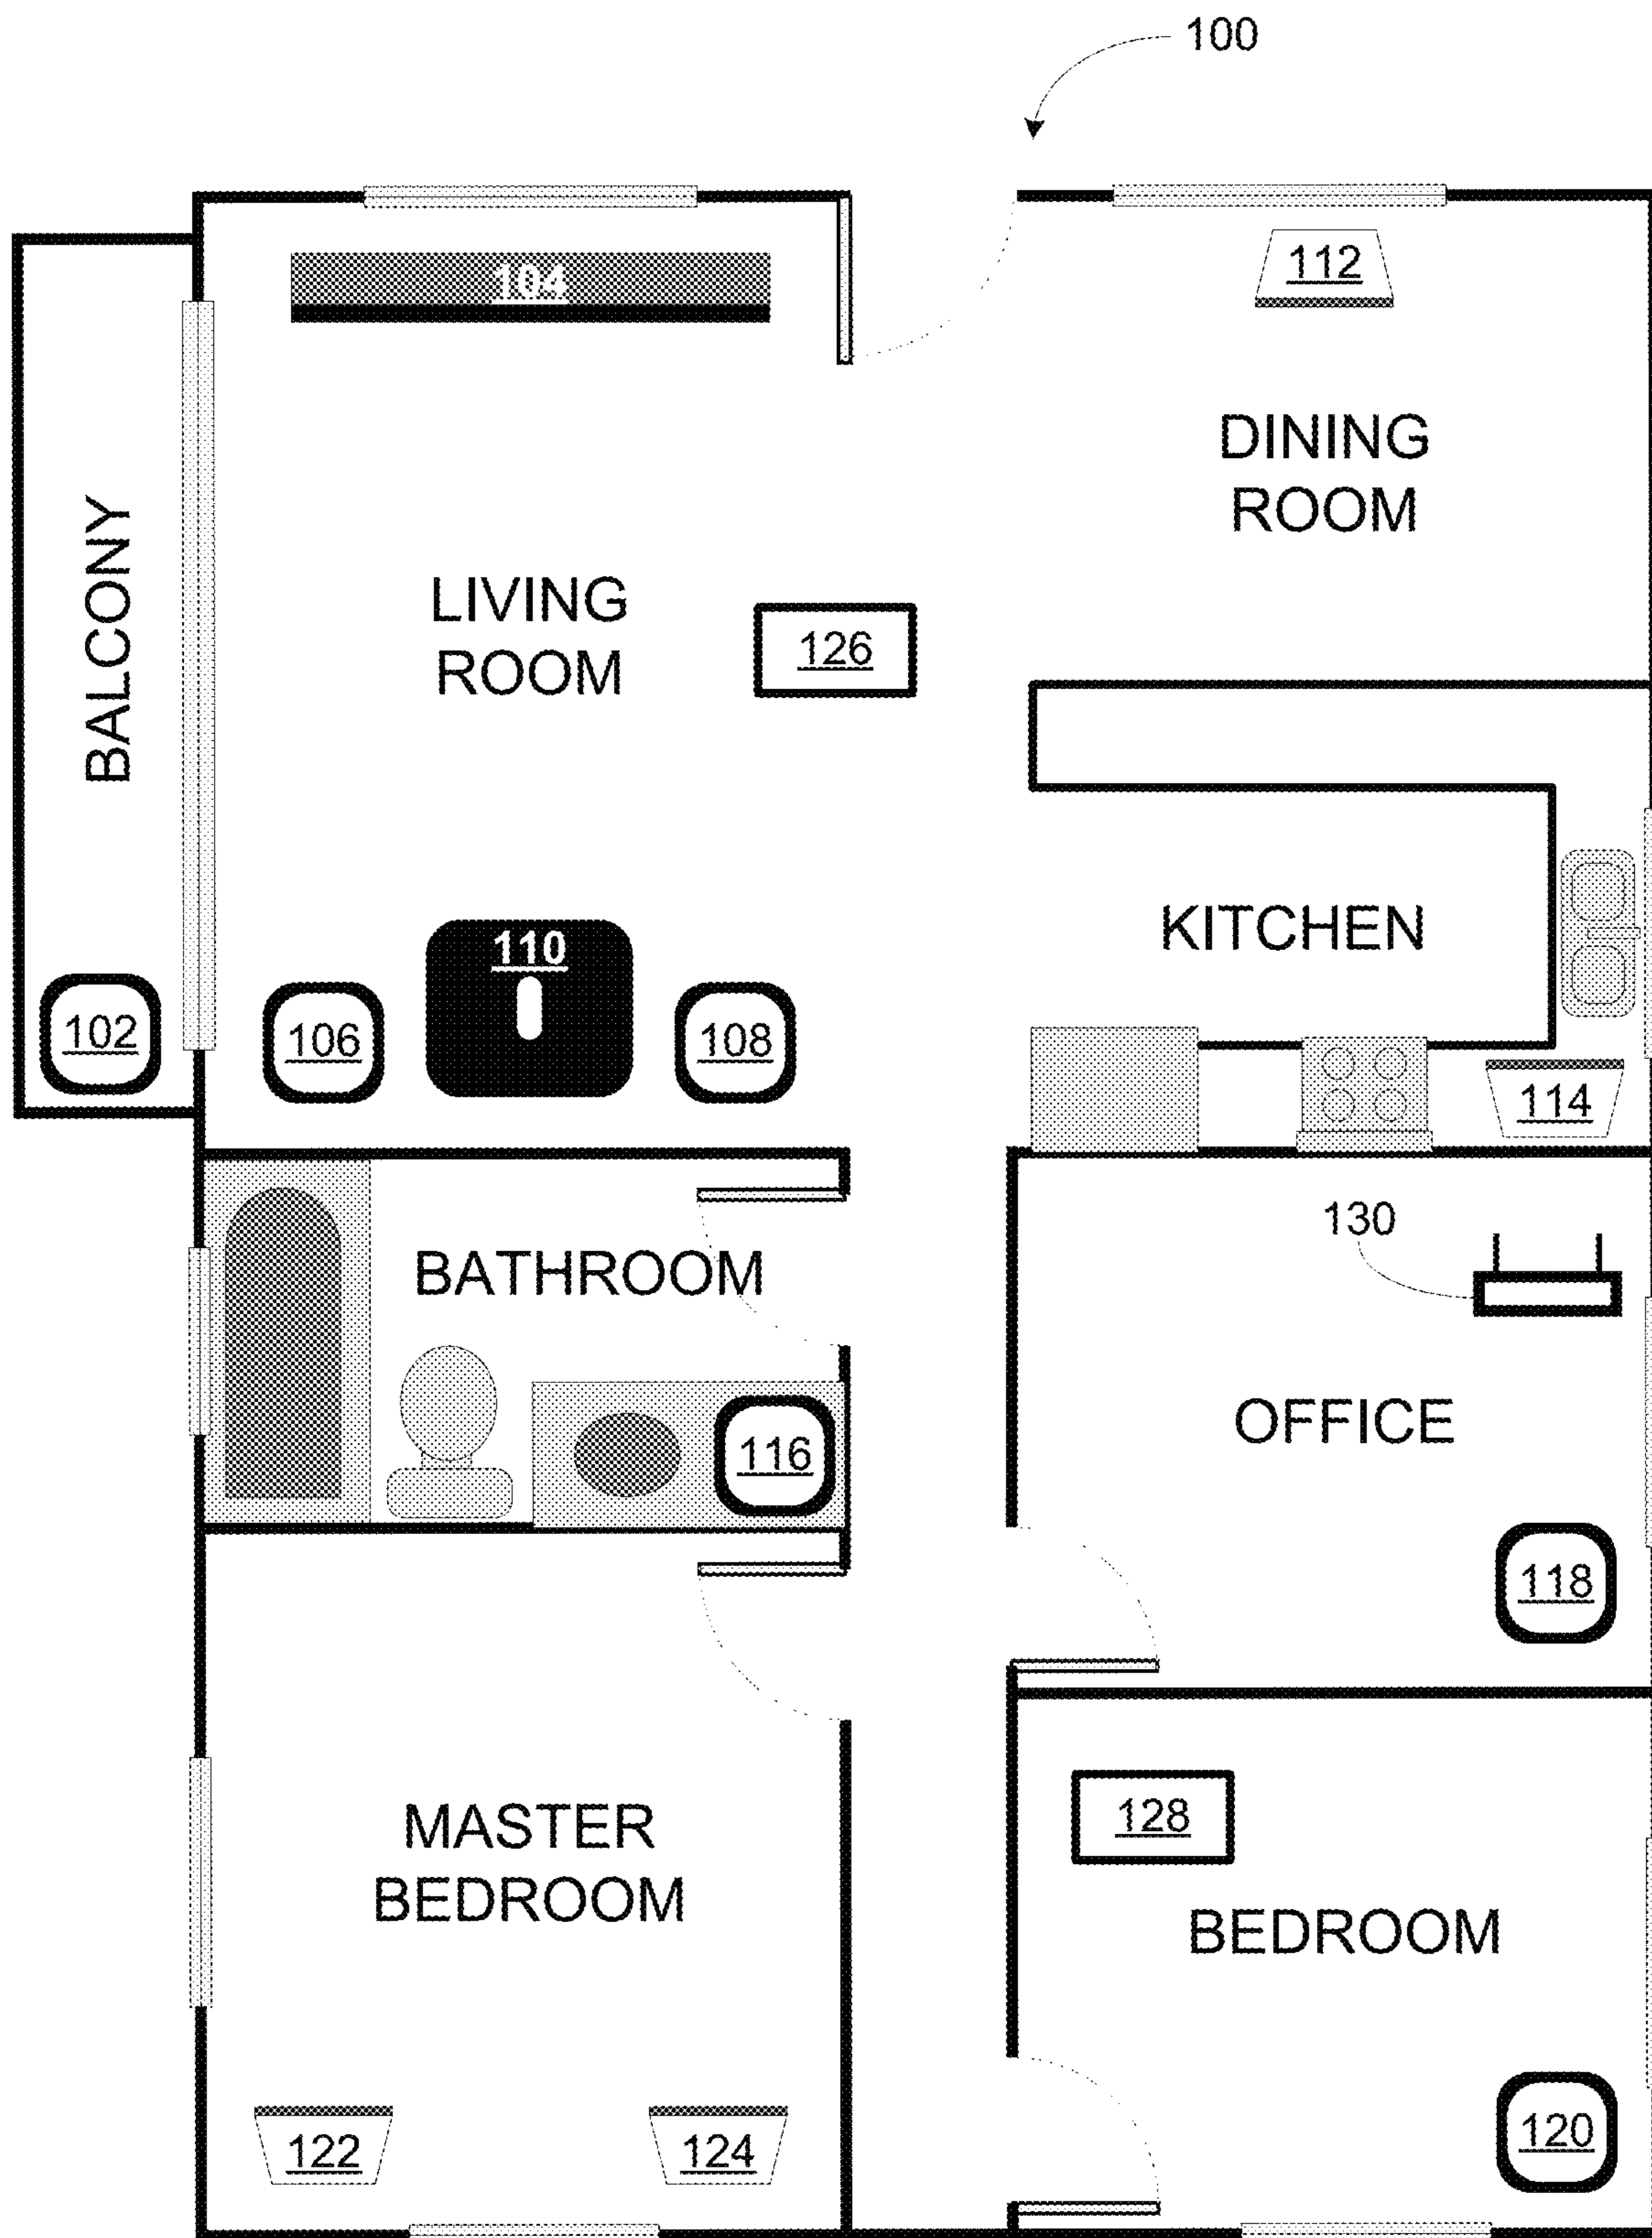 100
104
112
DINING
ROOM
BALCONY
LIVING
ROOM
126
KITCHEN
110
102
106
108
114
130
BATHROOM
OFFICE
116
118
MASTER
BEDROOM
128
BEDROOM
122
124
120